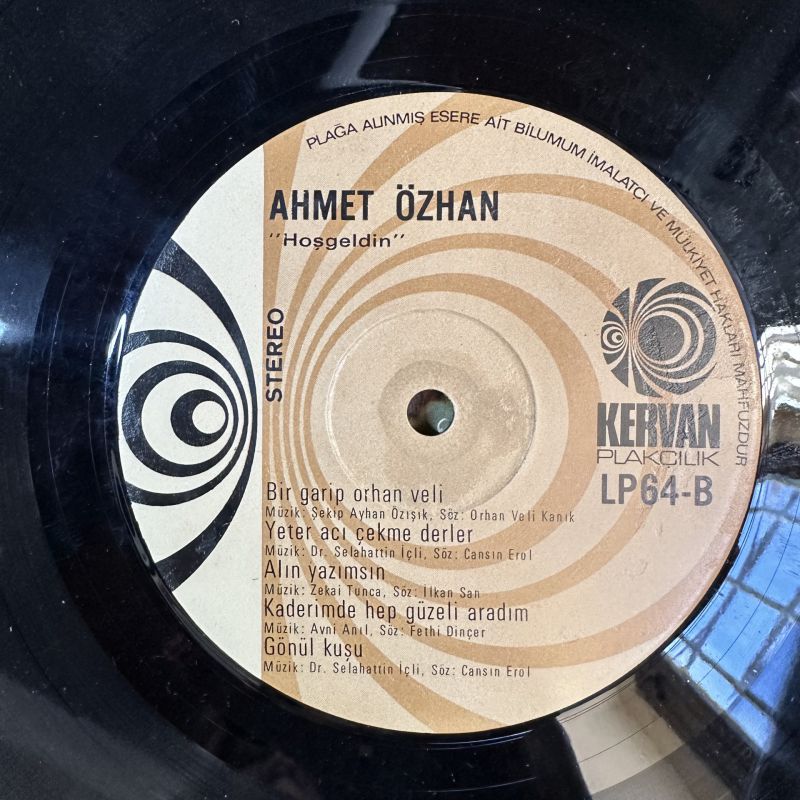 PLAĞA ALINMIŞ ESERE AİT BİLUMUM İMALATÇI VE MÜLKİYET HAKLARI MAHFUZDUR
AHMET ÖZHAN
"Hoşgeldin"
STEREO
KERVAN
PLAKÇILIK
LP64-B
Bir garip orhan veli
Müzik: Şekip Ayhan Özışık, Söz: Orhan Veli Kanık
Yeter acı çekme derler
Müzik: Dr. Selahattin İçli, Söz: Cansın Erol
Alın yazımsın
Müzik: Zekai Tunca, Söz: İlkan San
Kaderimde hep güzeli aradım
Müzik: Avni Anıl, Söz: Fethi Dinçer
Gönül kuşu
Müzik: Dr. Selahattin İçli, Söz: Cansın Erol